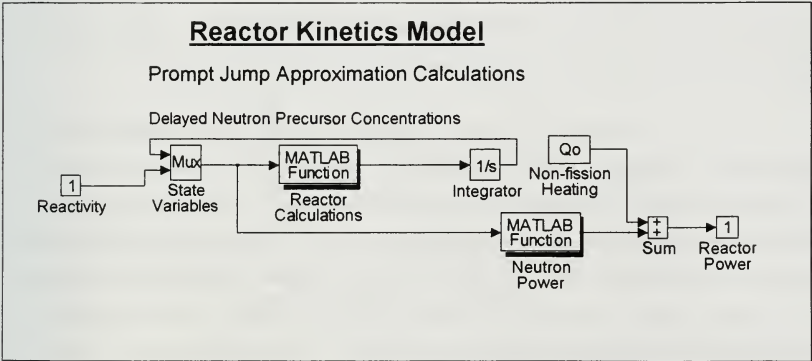 Reactor Kinetics Model
Prompt Jump Approximation Calculations
Delayed Neutron Precursor Concentrations
1
Reactivity
Mux
State
Variables
MATLAB
Function
Reactor
Calculations
1/s
Integrator
Qo
Non-fission
Heating
MATLAB
Function
Neutron
Power
+
+
Sum
1
Reactor
Power